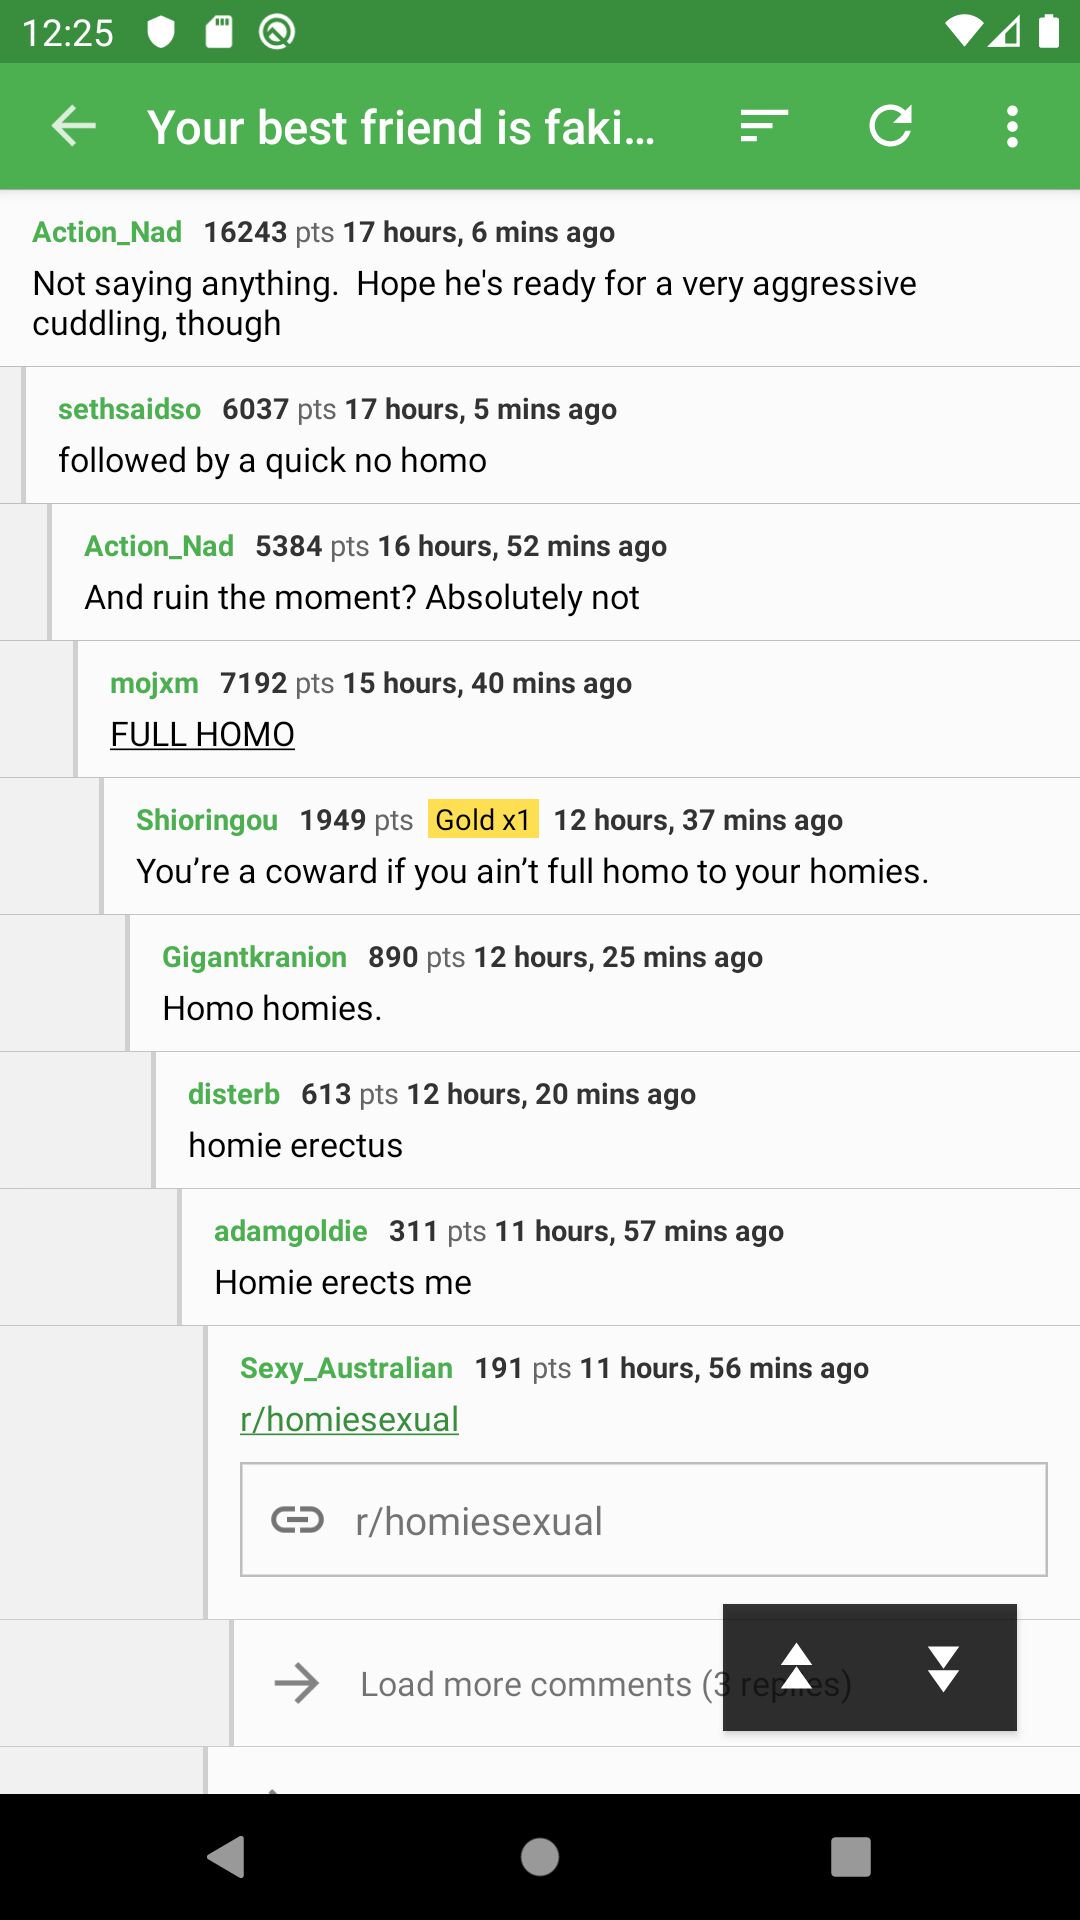 12:25
Your best friend is faki...
Action_Nad 16243 pts 17 hours, 6 mins ago
Not saying anything.  Hope he's ready for a very aggressive
cuddling, though
sethsaidso 6037 pts 17 hours, 5 mins ago
followed by a quick no homo
Action_Nad 5384 pts 16 hours, 52 mins ago
And ruin the moment? Absolutely not
mojxm 7192 pts 15 hours, 40 mins ago
FULL HOMO
Shioringou 1949 pts Gold x1 12 hours, 37 mins ago
You’re a coward if you ain’t full homo to your homies.
Gigantkranion 890 pts 12 hours, 25 mins ago
Homo homies.
disterb 613 pts 12 hours, 20 mins ago
homie erectus
adamgoldie 311 pts 11 hours, 57 mins ago
Homie erects me
Sexy_Australian 191 pts 11 hours, 56 mins ago
r/homiesexual
r/homiesexual
Load more comments (3 replies)